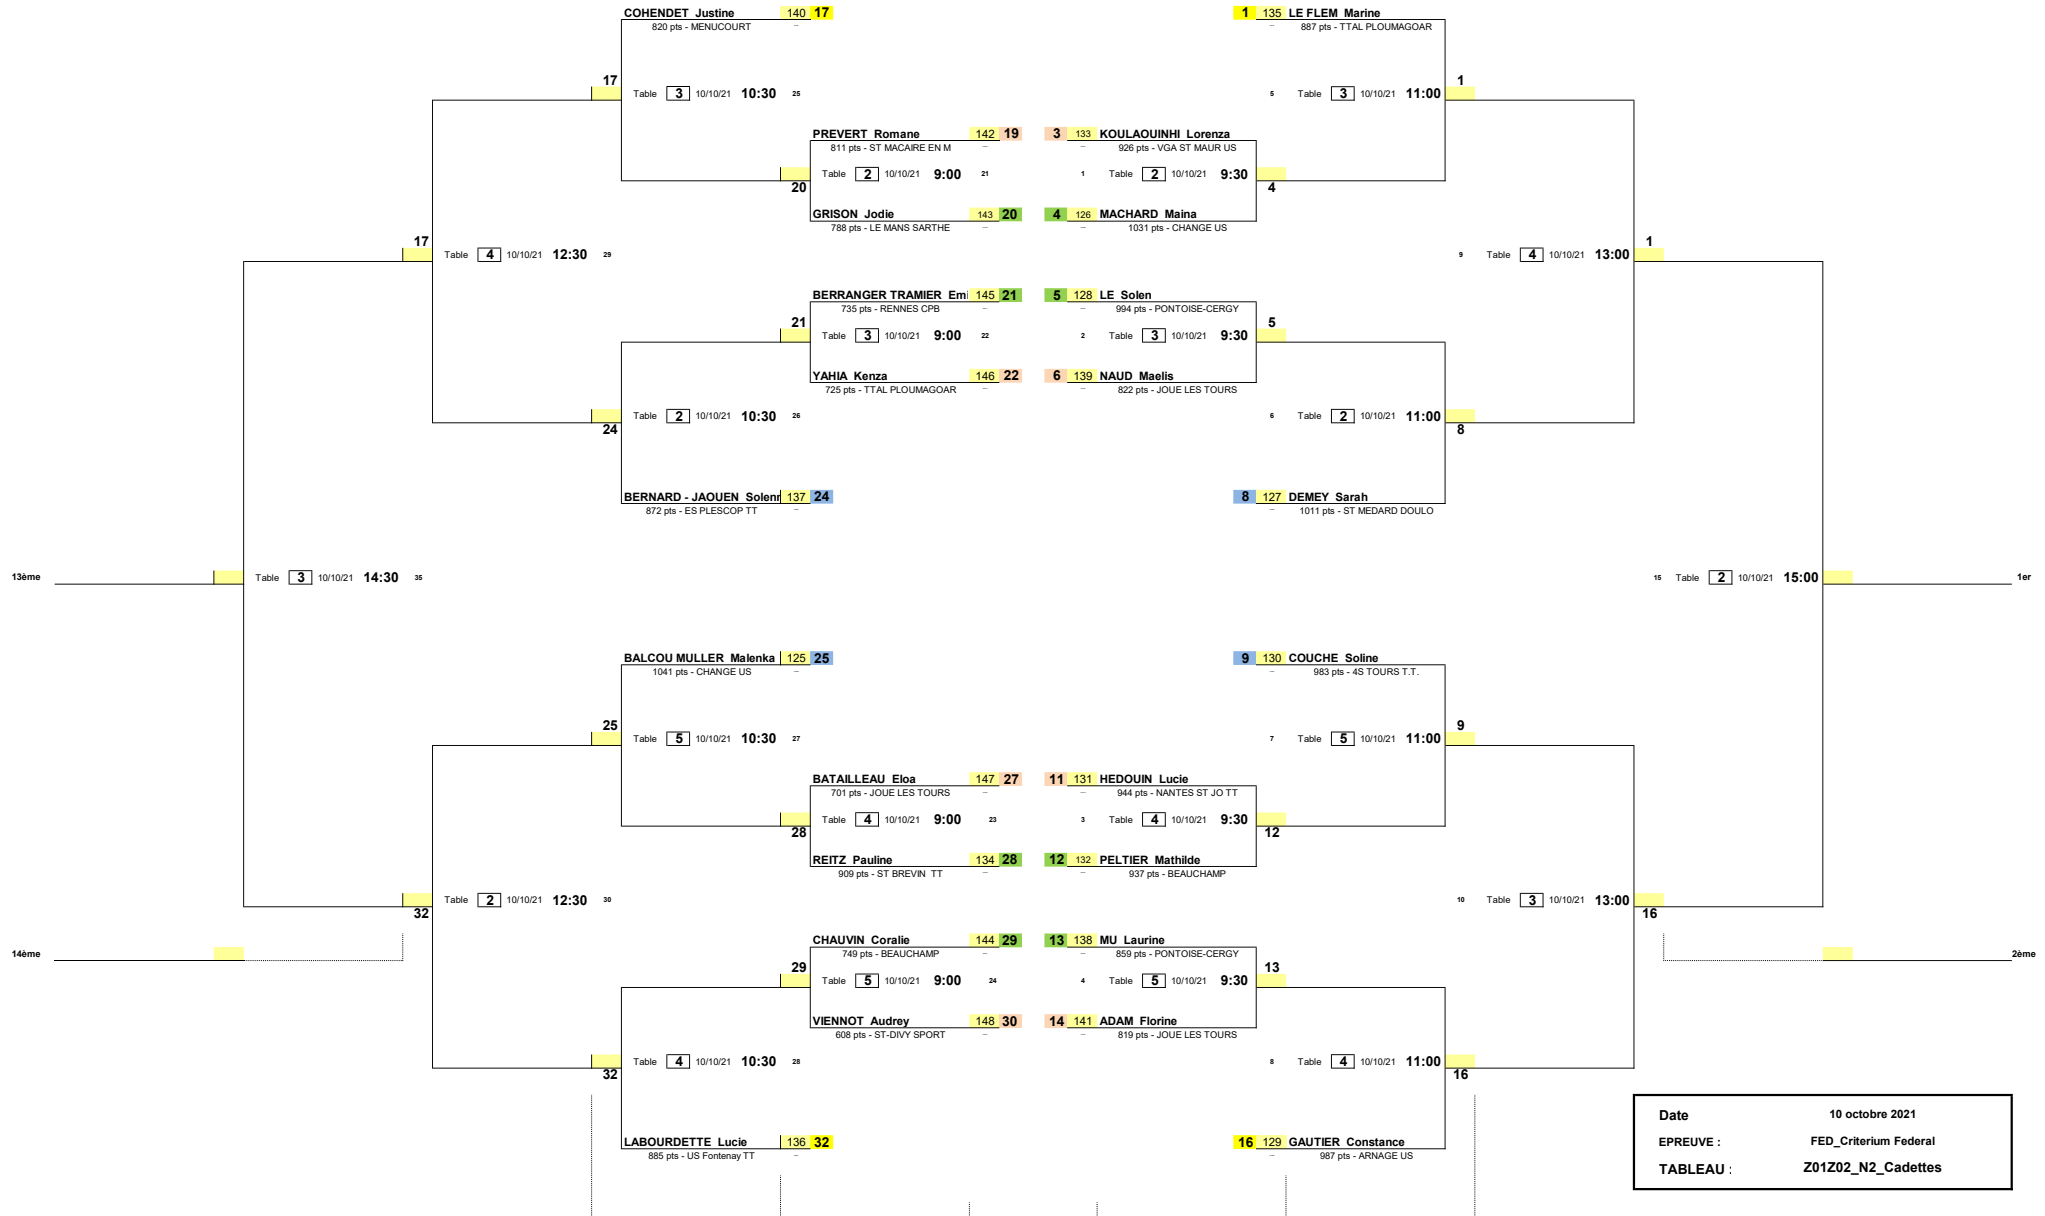 COHENDET Justine 140 17
820 pts - MENUCOURT –
1 135 LE FLEM Marine
– 887 pts - TTAL PLOUMAGOAR
17
Table 3 10/10/21 10:30 25
5 Table 3 10/10/21 11:00
1
PREVERT Romane 142 19
811 pts - ST MACAIRE EN M –
3 133 KOULAOUINHI Lorenza
– 926 pts - VGA ST MAUR US
Table 2 10/10/21 9:00 21
20
1 Table 2 10/10/21 9:30
4
GRISON Jodie 143 20
788 pts - LE MANS SARTHE –
4 126 MACHARD Maina
– 1031 pts - CHANGE US
17
Table 4 10/10/21 12:30 29
9 Table 4 10/10/21 13:00
1
BERRANGER TRAMIER Emi 145 21
735 pts - RENNES CPB –
5 128 LE Solen
– 994 pts - PONTOISE-CERGY
21
Table 3 10/10/21 9:00 22
2 Table 3 10/10/21 9:30
5
YAHIA Kenza 146 22
725 pts - TTAL PLOUMAGOAR –
6 139 NAUD Maelis
– 822 pts - JOUE LES TOURS
Table 2 10/10/21 10:30 26
24
6 Table 2 10/10/21 11:00
8
BERNARD - JAOUEN Solenn 137 24
872 pts - ES PLESCOP TT –
8 127 DEMEY Sarah
– 1011 pts - ST MEDARD DOULO
13ème
Table 3 10/10/21 14:30 35
15 Table 2 10/10/21 15:00
1er
BALCOU MULLER Malenka 125 25
1041 pts - CHANGE US –
9 130 COUCHE Soline
– 983 pts - 4S TOURS T.T.
25
Table 5 10/10/21 10:30 27
7 Table 5 10/10/21 11:00
9
BATAILLEAU Eloa 147 27
701 pts - JOUE LES TOURS –
11 131 HEDOUIN Lucie
– 944 pts - NANTES ST JO TT
Table 4 10/10/21 9:00 23
28
3 Table 4 10/10/21 9:30
12
REITZ Pauline 134 28
909 pts - ST BREVIN TT –
12 132 PELTIER Mathilde
– 937 pts - BEAUCHAMP
Table 2 10/10/21 12:30 30
32
10 Table 3 10/10/21 13:00
16
14ème
2ème
CHAUVIN Coralie 144 29
749 pts - BEAUCHAMP –
13 138 MU Laurine
– 859 pts - PONTOISE-CERGY
29
Table 5 10/10/21 9:00 24
4 Table 5 10/10/21 9:30
13
VIENNOT Audrey 148 30
608 pts - ST-DIVY SPORT –
14 141 ADAM Florine
– 819 pts - JOUE LES TOURS
Table 4 10/10/21 10:30 28
32
8 Table 4 10/10/21 11:00
16
LABOURDETTE Lucie 136 32
885 pts - US Fontenay TT –
16 129 GAUTIER Constance
– 987 pts - ARNAGE US
Date 10 octobre 2021
EPREUVE : FED_Criterium Federal
TABLEAU : Z01Z02_N2_Cadettes